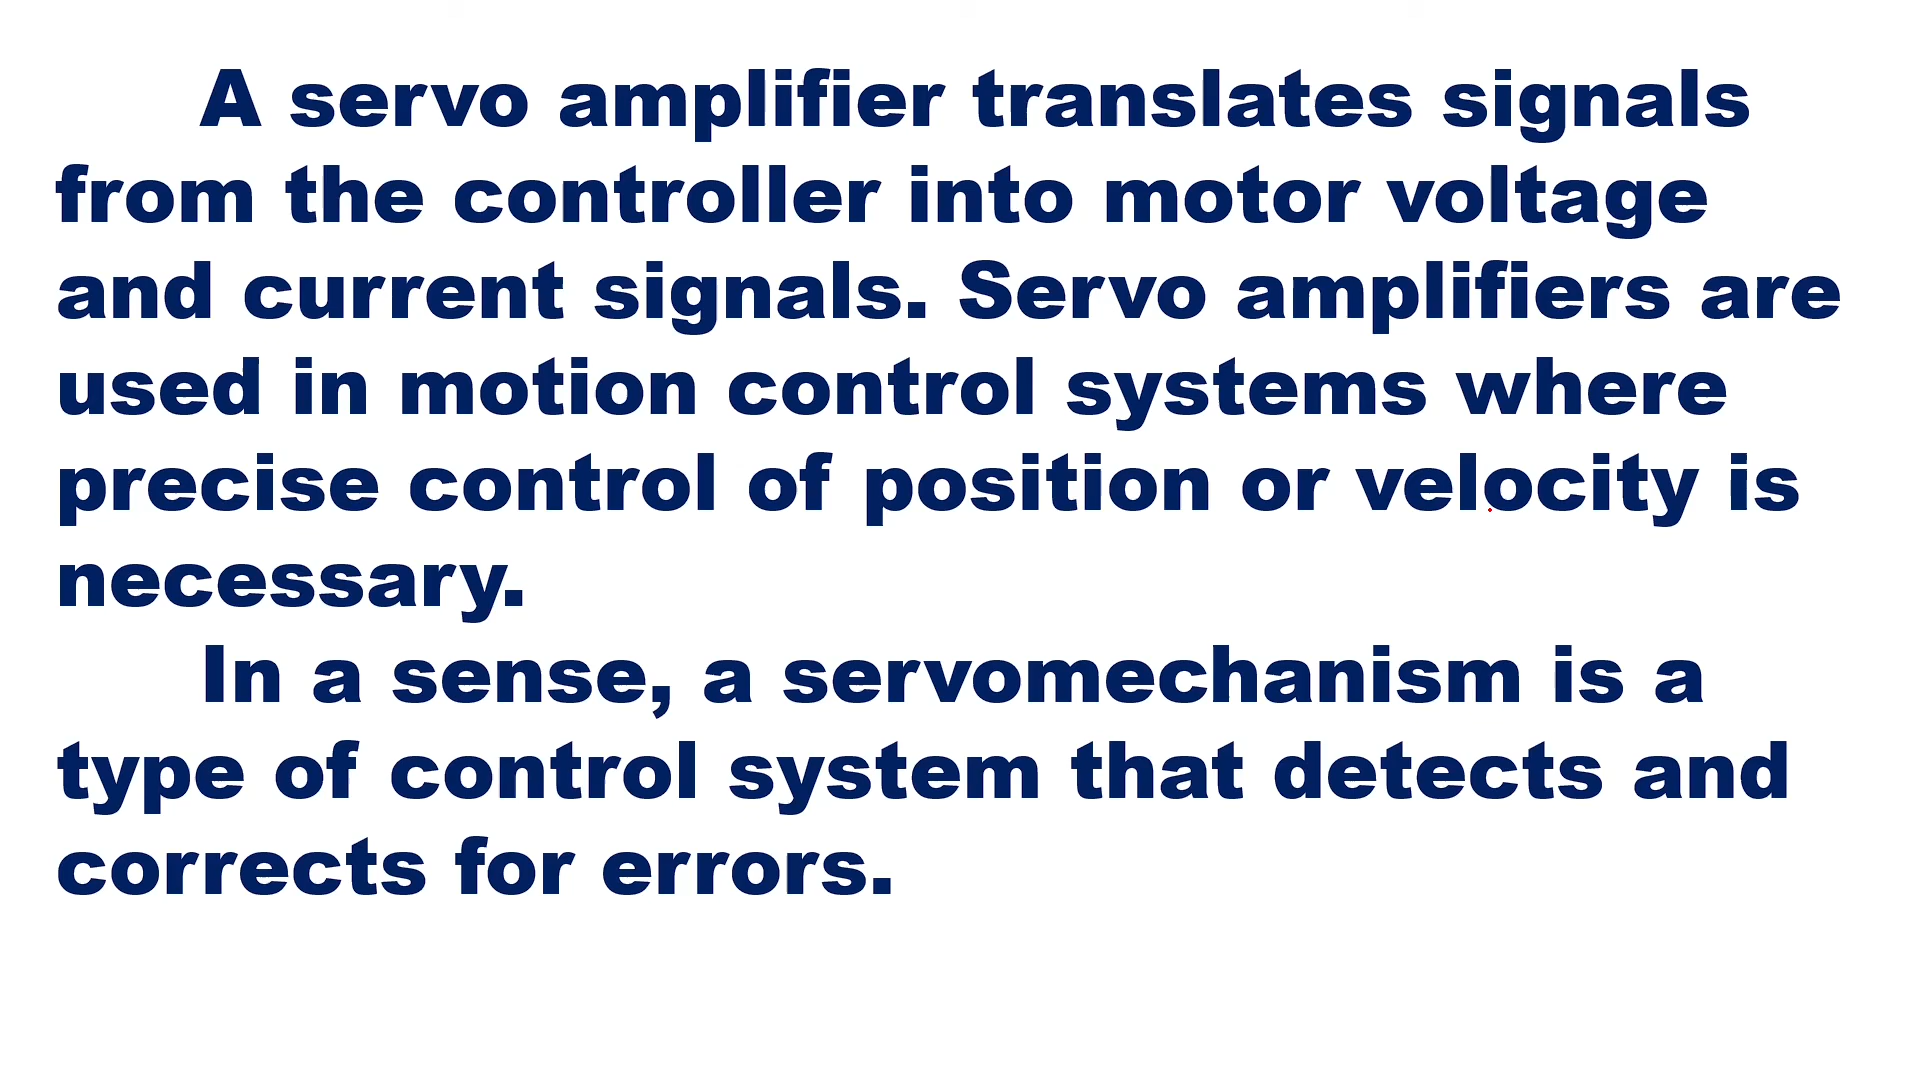 A servo amplifier translates signals
from the controller into motor voltage
and current signals. Servo amplifiers are
used in motion control systems where
precise control of position or velocity is
necessary.
In a sense, a servomechanism is a
type of control system that detects and
corrects for errors.